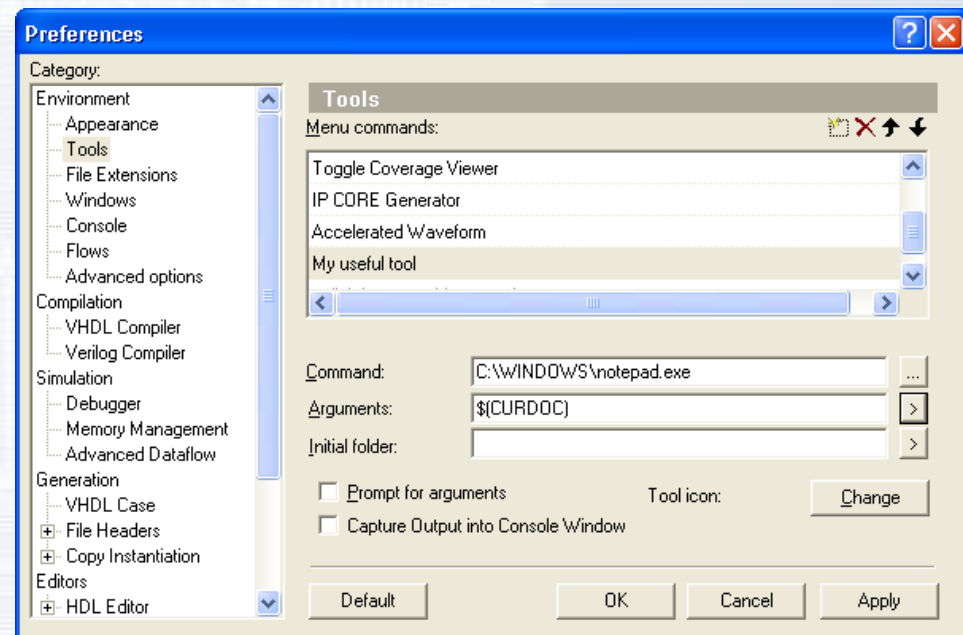 Preferences
Category:
Environment
Appearance
Tools
File Extensions
Windows
Console
Flows
Advanced options
Compilation
VHDL Compiler
Verilog Compiler
Simulation
Debugger
Memory Management
Advanced Dataflow
Generation
VHDL Case
File Headers
Copy Instantiation
Editors
HDL Editor
Tools
Menu commands:
Toggle Coverage Viewer
IP CORE Generator
Accelerated Waveform
My useful tool
Command: C:\WINDOWS\notepad.exe ...
Arguments: $(CURDOC) >
Initial folder: >
Prompt for arguments Tool icon: Change
Capture Output into Console Window
Default OK Cancel Apply